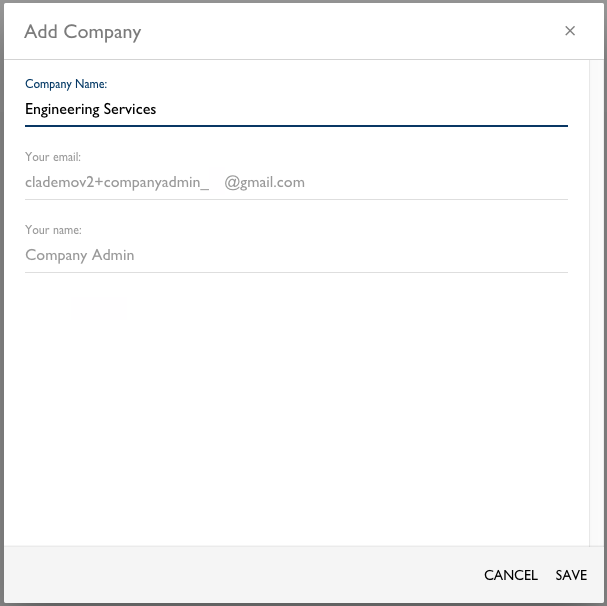 Add Company ×
Company Name:
Engineering Services
Your email:
clademov2+companyadmin_ @gmail.com
Your name:
Company Admin
CANCEL SAVE